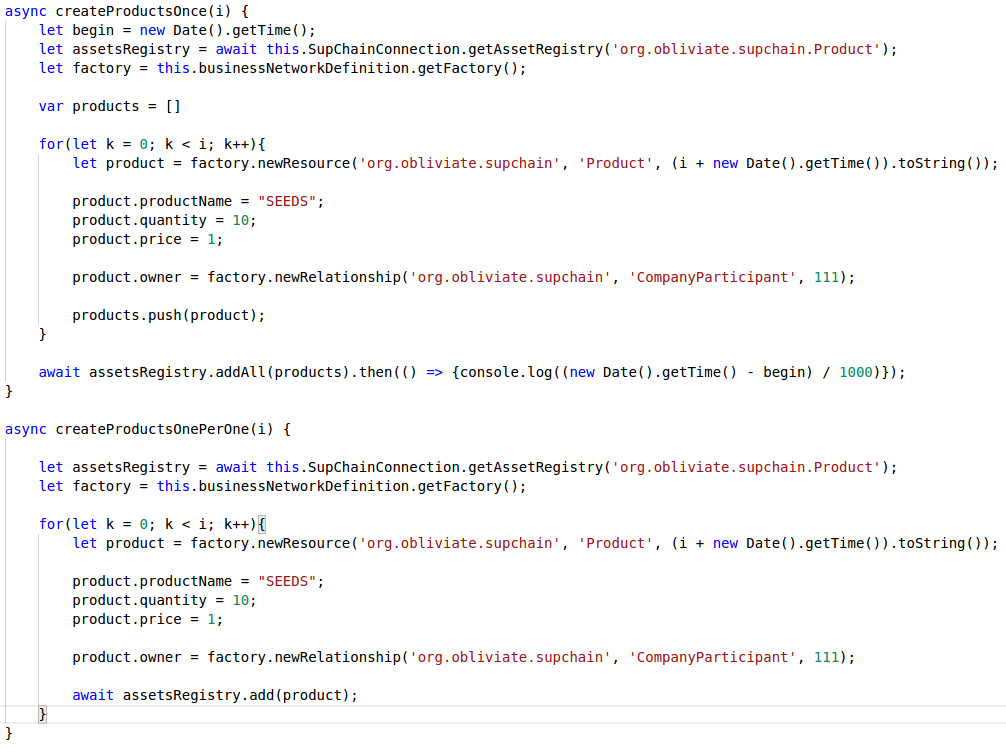 async createProductsOnce(i) {
    let begin = new Date().getTime();
    let assetsRegistry = await this.SupChainConnection.getAssetRegistry('org.obliviate.supchain.Product');
    let factory = this.businessNetworkDefinition.getFactory();
    var products = []
    for(let k = 0; k < i; k++){
        let product = factory.newResource('org.obliviate.supchain', 'Product', (i + new Date().getTime()).toString());
        product.productName = "SEEDS";
        product.quantity = 10;
        product.price = 1;
        product.owner = factory.newRelationship('org.obliviate.supchain', 'CompanyParticipant', 111);
        products.push(product);
    }
    await assetsRegistry.addAll(products).then(() => {console.log((new Date().getTime() - begin) / 1000)});
}
async createProductsOnePerOne(i) {
    let assetsRegistry = await this.SupChainConnection.getAssetRegistry('org.obliviate.supchain.Product');
    let factory = this.businessNetworkDefinition.getFactory();
    for(let k = 0; k < i; k++){
        let product = factory.newResource('org.obliviate.supchain', 'Product', (i + new Date().getTime()).toString());
        product.productName = "SEEDS";
        product.quantity = 10;
        product.price = 1;
        product.owner = factory.newRelationship('org.obliviate.supchain', 'CompanyParticipant', 111);
        await assetsRegistry.add(product);
    }
}